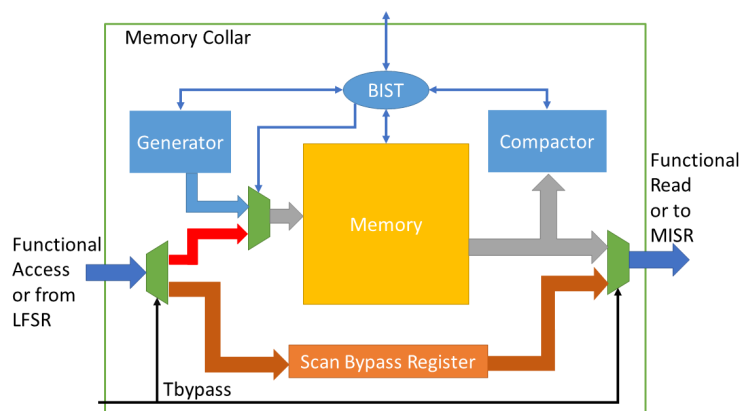 Memory Collar
BIST
Generator
Compactor
Functional
Read
or to
MISR
Memory
Functional
Access
or from
LFSR
Scan Bypass Register
Tbypass